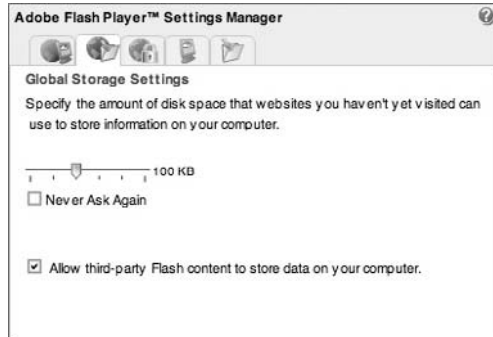 Adobe Flash Player™ Settings Manager
Global Storage Settings
Specify the amount of disk space that websites you haven't yet visited can
use to store information on your computer.
100 KB
Never Ask Again
Allow third-party Flash content to store data on your computer.